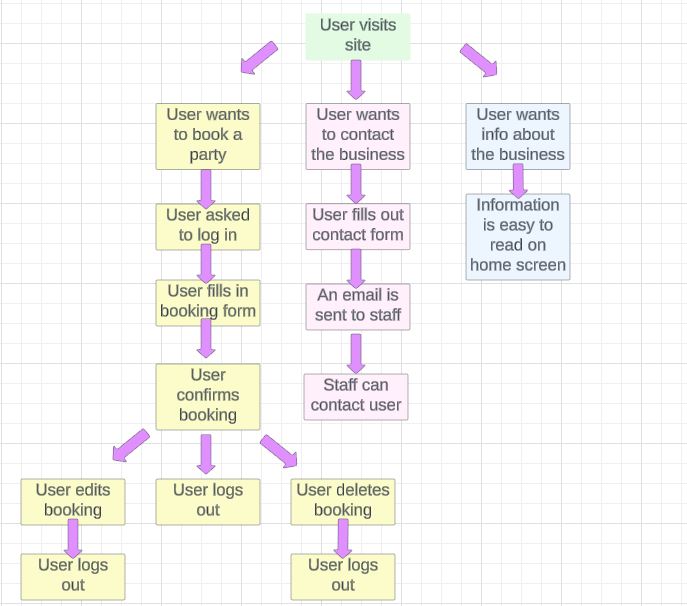 User visits
site
User wants
to book a
party
User wants
to contact
the business
User wants
info about
the business
User asked
to log in
User fills out
contact form
Information
is easy to
read on
home screen
User fills in
booking form
An email is
sent to staff
User
confirms
booking
Staff can
contact user
User edits
booking
User logs
out
User deletes
booking
User logs
out
User logs
out